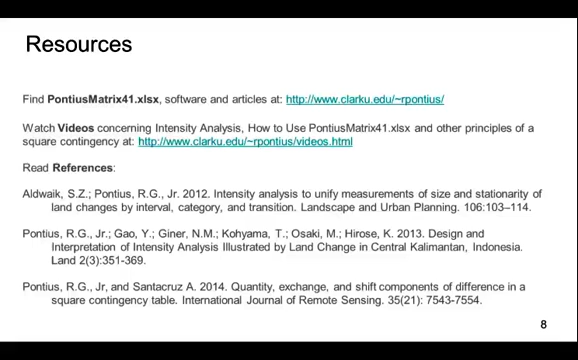 Resources
Find PontiusMatrix41.xlsx, software and articles at: http://www.clarku.edu/~rpontius/
Watch Videos concerning Intensity Analysis, How to Use PontiusMatrix41.xlsx and other principles of a
square contingency at: http://www.clarku.edu/~rpontius/videos.html
Read References:
Aldwaik, S.Z.; Pontius, R.G., Jr. 2012. Intensity analysis to unify measurements of size and stationarity of
land changes by interval, category, and transition. Landscape and Urban Planning. 106:103–114.
Pontius, R.G., Jr.; Gao, Y.; Giner, N.M.; Kohyama, T.; Osaki, M.; Hirose, K. 2013. Design and
Interpretation of Intensity Analysis Illustrated by Land Change in Central Kalimantan, Indonesia.
Land 2(3):351-369.
Pontius, R.G., Jr, and Santacruz A. 2014. Quantity, exchange, and shift components of difference in a
square contingency table. International Journal of Remote Sensing. 35(21): 7543-7554.
8